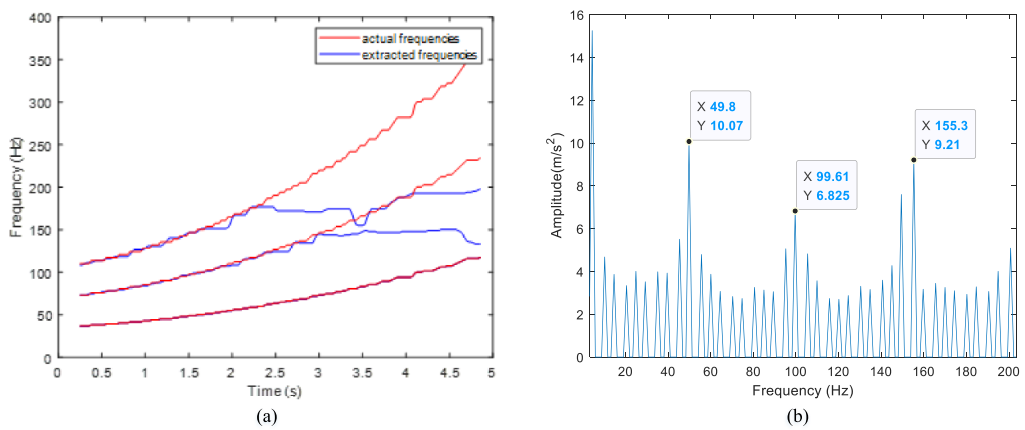 400
350
300
250
200
150
100
50
0
Frequency (Hz)
actual frequencies
extracted frequencies
0 0.5 1 1.5 2 2.5 3 3.5 4 4.5 5
Time (s)
(a)
16
14
12
10
8
6
4
2
0
Amplitude(m/s²)
X 49.8
Y 10.07
X 99.61
Y 6.825
X 155.3
Y 9.21
20 40 60 80 100 120 140 160 180 200
Frequency (Hz)
(b)